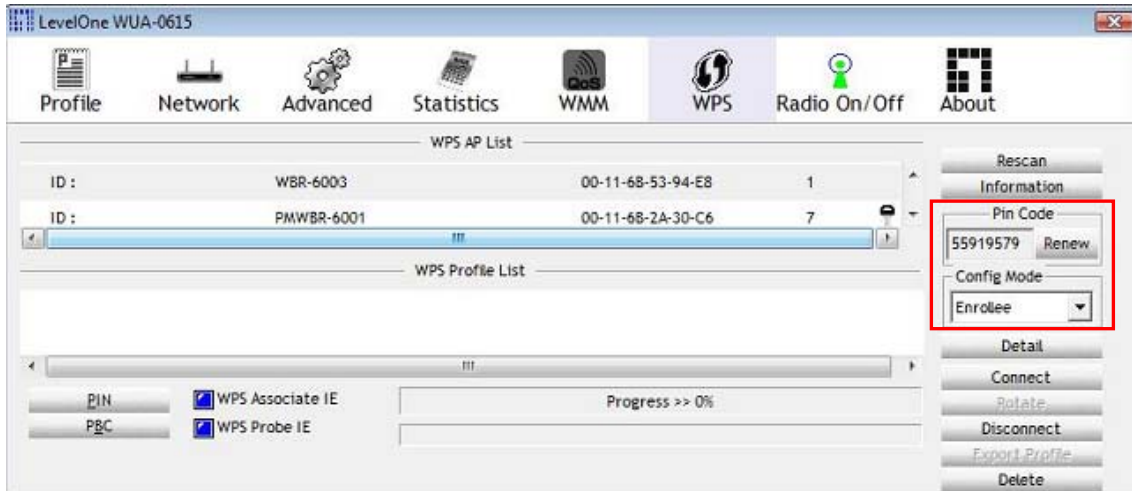 LevelOne WUA-0615
Profile Network Advanced Statistics QoS WMM WPS Radio On/Off About
WPS AP List
ID : WBR-6003 00-11-6B-53-94-E8 1
ID : PMWBR-6001 00-11-6B-2A-30-C6 7
WPS Profile List
PIN WPS Associate IE Progress >> 0%
PBC WPS Probe IE
Rescan
Information
Pin Code
55919579 Renew
Config Mode
Enrollee
Detail
Connect
Rotate
Disconnect
Export Profile
Delete